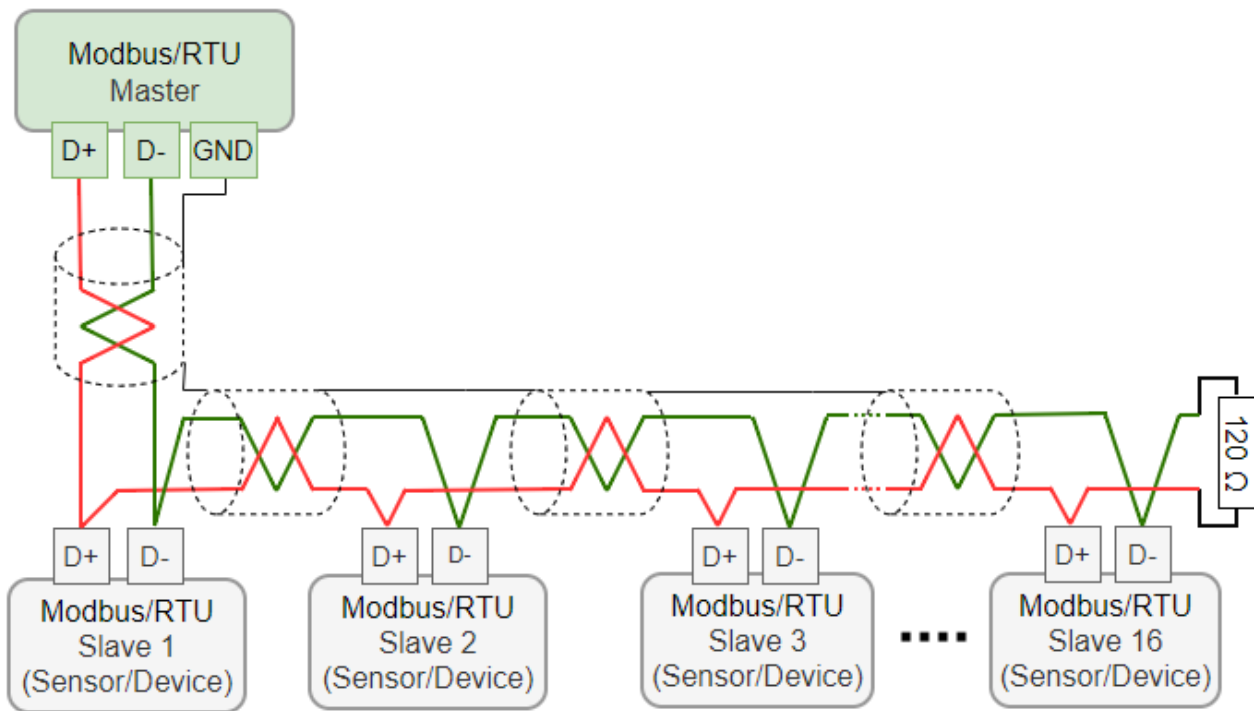 Modbus/RTU
Master
D+ D- GND
120 Ω
D+ D- D+ D- D+ D- D+ D-
Modbus/RTU
Slave 1
(Sensor/Device)
Modbus/RTU
Slave 2
(Sensor/Device)
Modbus/RTU
Slave 3
(Sensor/Device)
Modbus/RTU
Slave 16
(Sensor/Device)